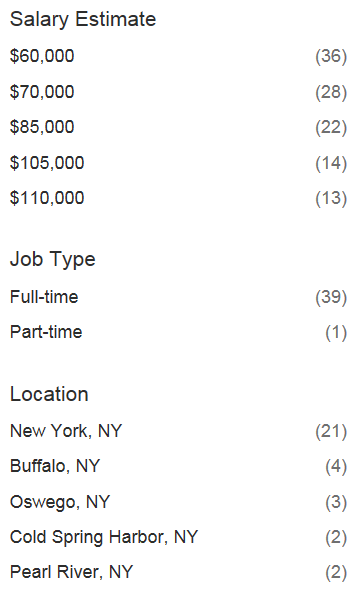 Salary Estimate
$60,000 (36)
$70,000 (28)
$85,000 (22)
$105,000 (14)
$110,000 (13)
Job Type
Full-time (39)
Part-time (1)
Location
New York, NY (21)
Buffalo, NY (4)
Oswego, NY (3)
Cold Spring Harbor, NY (2)
Pearl River, NY (2)